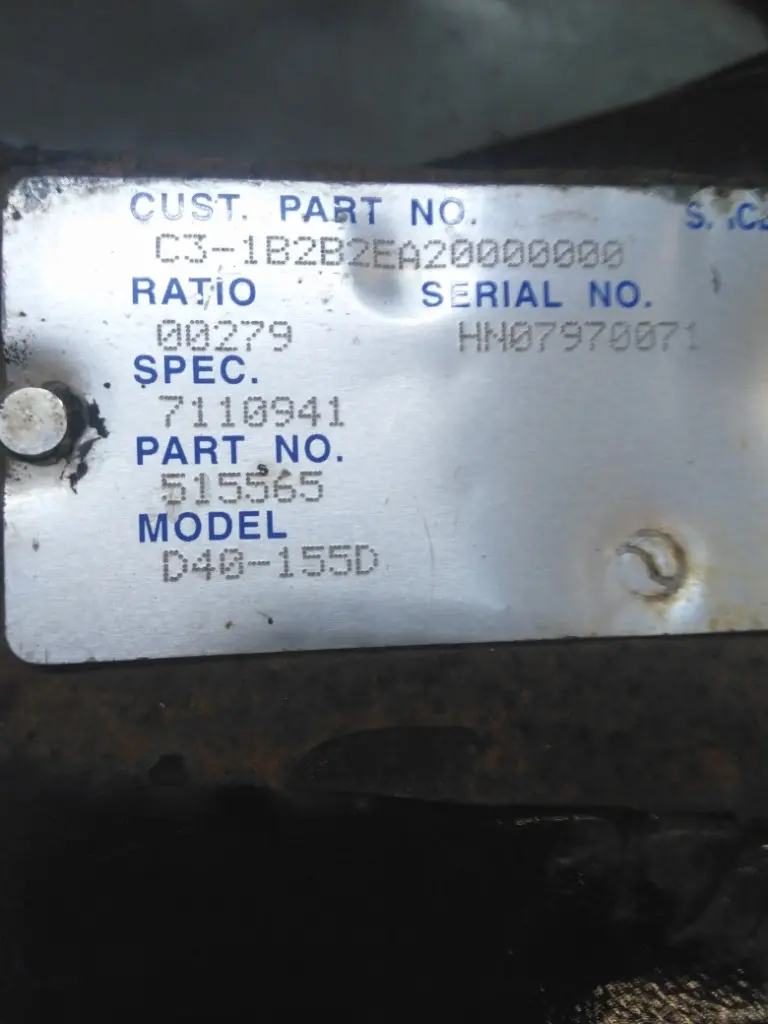 CUST. PART NO.
C3-1B2B2EA20000000
RATIO SERIAL NO.
00279 HN07970071
SPEC.
7110941
PART NO.
515565
MODEL
D40-155D